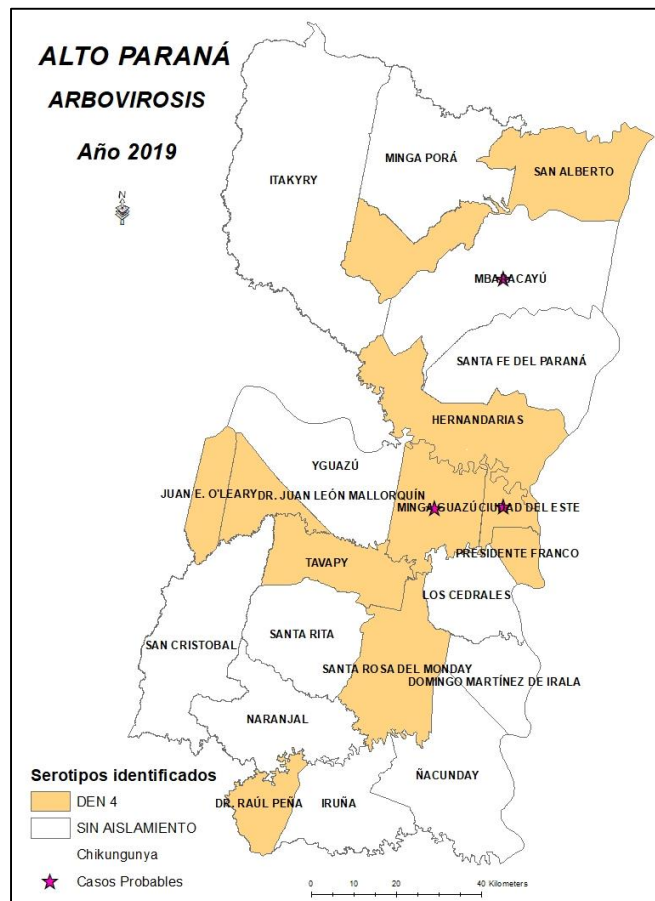 ALTO PARANÁ
ARBOVIROSIS
Año 2019
N
ITAKYRY
MINGA PORÁ
SAN ALBERTO
MBARACAYÚ
SANTA FE DEL PARANÁ
HERNANDARIAS
YGUAZÚ
JUAN E. O'LEARY
DR. JUAN LEÓN MALLORQUÍN
MINGA GUAZÚ
CIUDAD DEL ESTE
PRESIDENTE FRANCO
TAVAPY
LOS CEDRALES
SAN CRISTOBAL
SANTA RITA
SANTA ROSA DEL MONDAY
DOMINGO MARTÍNEZ DE IRALA
NARANJAL
ÑACUNDAY
DR. RAÚL PEÑA
IRUÑA
Serotipos identificados
DEN 4
SIN AISLAMIENTO
Chikungunya
Casos Probables
0 10 20 40 Kilometers